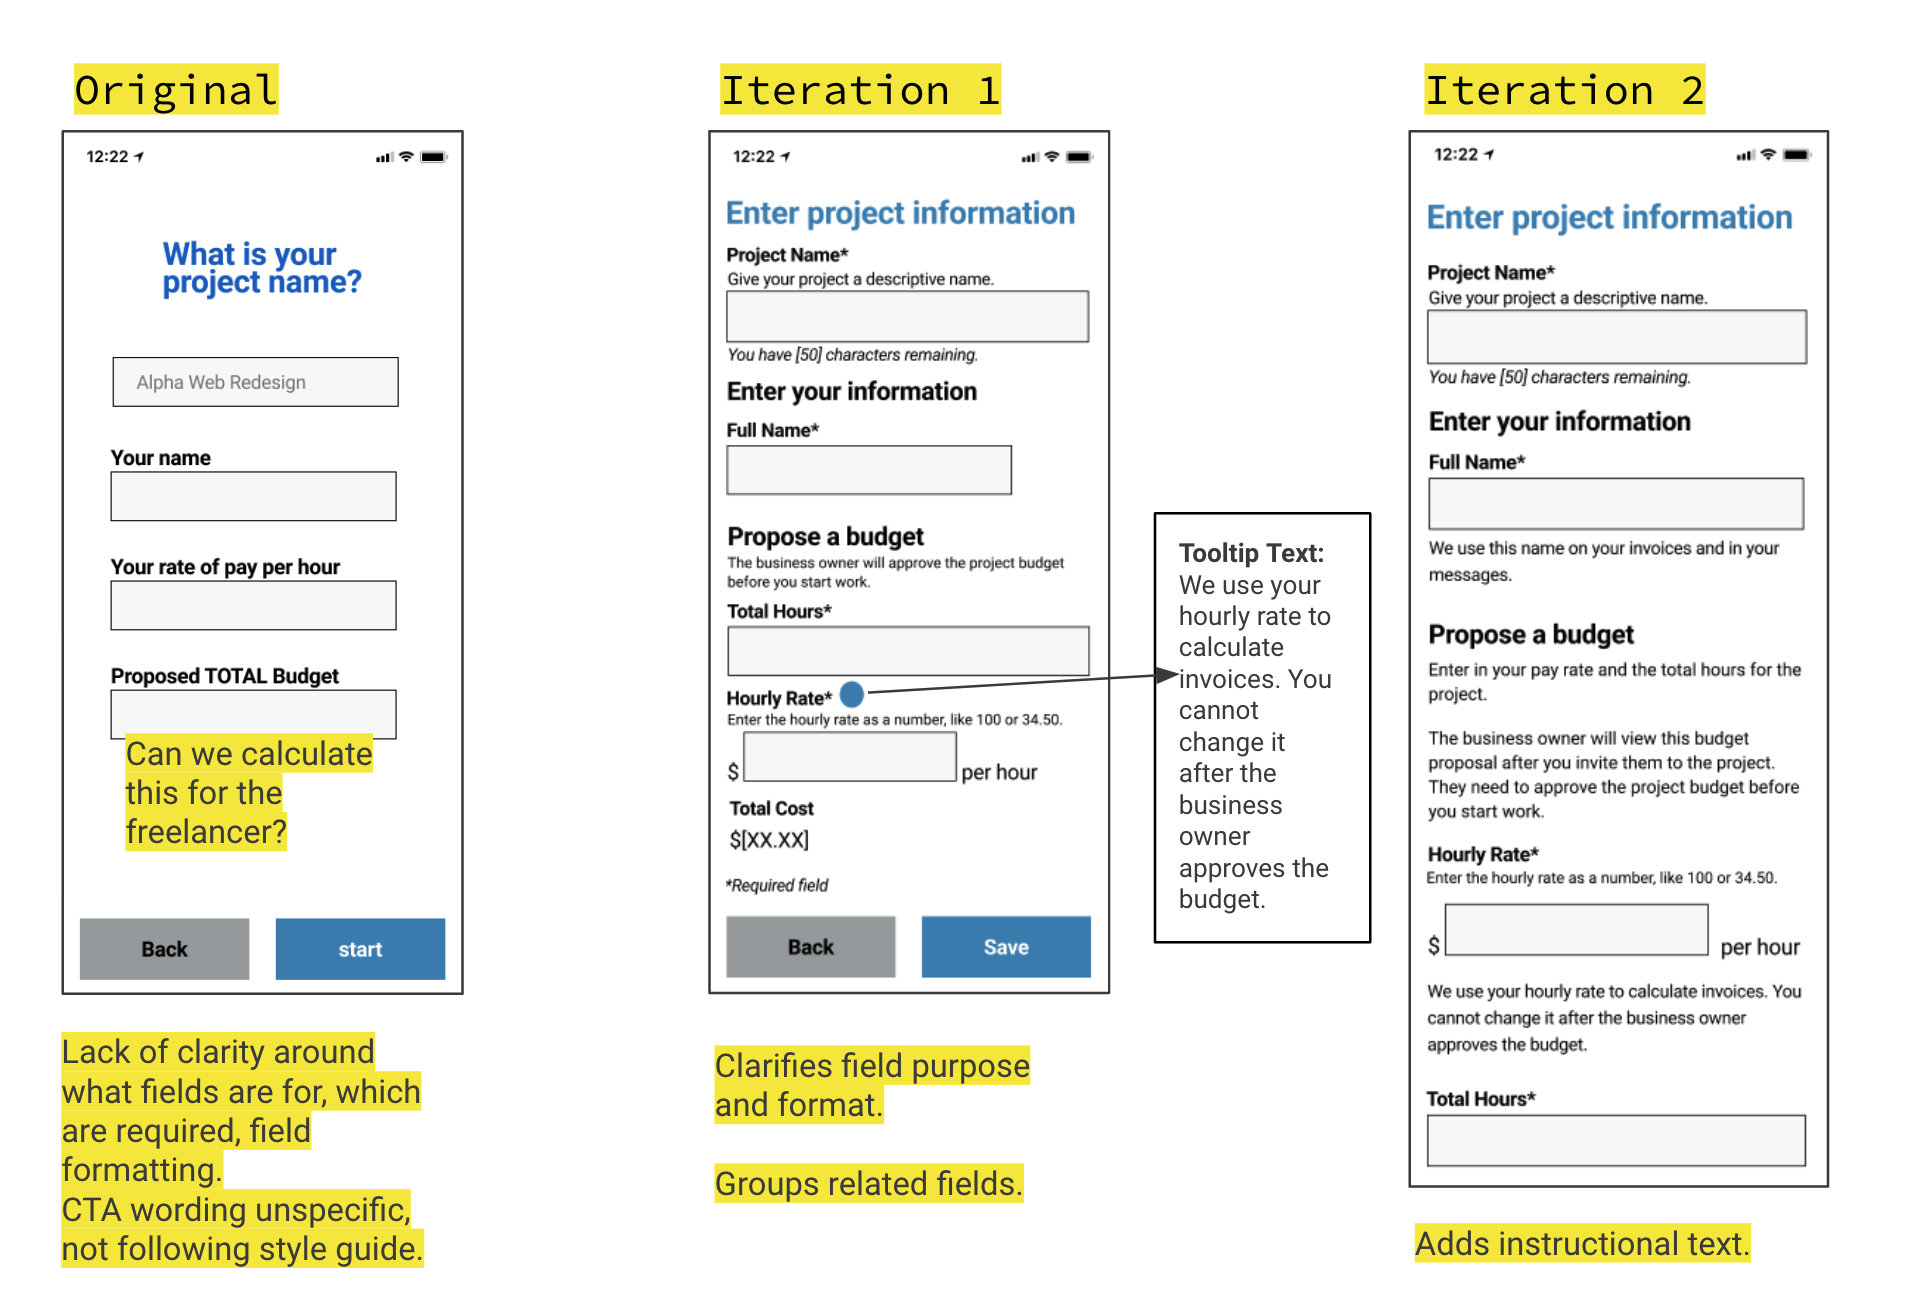 Original
12:22
What is your
project name?
Alpha Web Redesign
Your name
Your rate of pay per hour
Proposed TOTAL Budget
Can we calculate
this for the
freelancer?
Back
start
Lack of clarity around
what fields are for, which
are required, field
formatting.
CTA wording unspecific,
not following style guide.
Iteration 1
12:22
Enter project information
Project Name*
Give your project a descriptive name.
You have [50] characters remaining.
Enter your information
Full Name*
Propose a budget
The business owner will approve the project budget
before you start work.
Total Hours*
Hourly Rate*
Enter the hourly rate as a number, like 100 or 34.50.
$
per hour
Total Cost
$[XX.XX]
*Required field
Back
Save
Clarifies field purpose
and format.
Groups related fields.
Tooltip Text:
We use your
hourly rate to
calculate
invoices. You
cannot
change it
after the
business
owner
approves the
budget.
Iteration 2
12:22
Enter project information
Project Name*
Give your project a descriptive name.
You have [50] characters remaining.
Enter your information
Full Name*
We use this name on your invoices and in your
messages.
Propose a budget
Enter in your pay rate and the total hours for the
project.
The business owner will view this budget
proposal after you invite them to the project.
They need to approve the project budget before
you start work.
Hourly Rate*
Enter the hourly rate as a number, like 100 or 34.50.
$
per hour
We use your hourly rate to calculate invoices. You
cannot change it after the business owner
approves the budget.
Total Hours*
Adds instructional text.